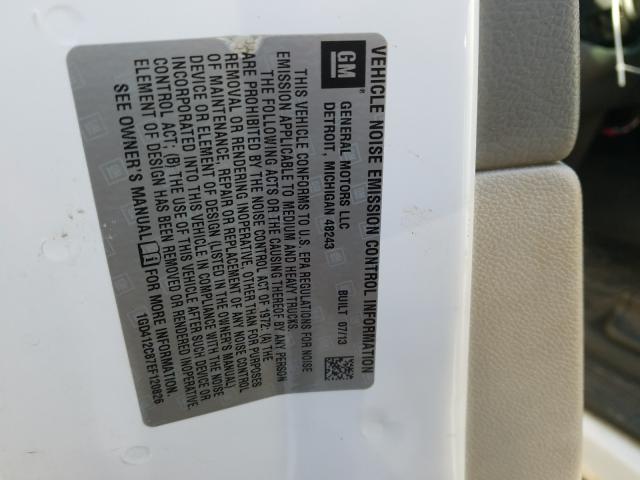 VEHICLE NOISE EMISSION CONTROL INFORMATION
GM
GENERAL MOTORS LLC
DETROIT, MICHIGAN 48243
BUILT 07/13
THIS VEHICLE CONFORMS TO U.S. EPA REGULATIONS FOR NOISE
EMISSION APPLICABLE TO MEDIUM AND HEAVY TRUCKS.
THE FOLLOWING ACTS OR THE CAUSING THEREOF BY ANY PERSON
ARE PROHIBITED BY THE NOISE CONTROL ACT OF 1972: (A) THE
REMOVAL OR RENDERING INOPERATIVE, OTHER THAN FOR PURPOSES
OF MAINTENANCE, REPAIR OR REPLACEMENT OF ANY NOISE CONTROL
DEVICE OR ELEMENT OF DESIGN (LISTED IN THE OWNER'S MANUAL)
INCORPORATED INTO THIS VEHICLE IN COMPLIANCE WITH THE NOISE
CONTROL ACT; (B) THE USE OF THIS VEHICLE AFTER SUCH DEVICE OR
ELEMENT OF DESIGN HAS BEEN REMOVED OR RENDERED INOPERATIVE.
SEE OWNER'S MANUAL FOR MORE INFORMATION.
1GD412C87EF120826